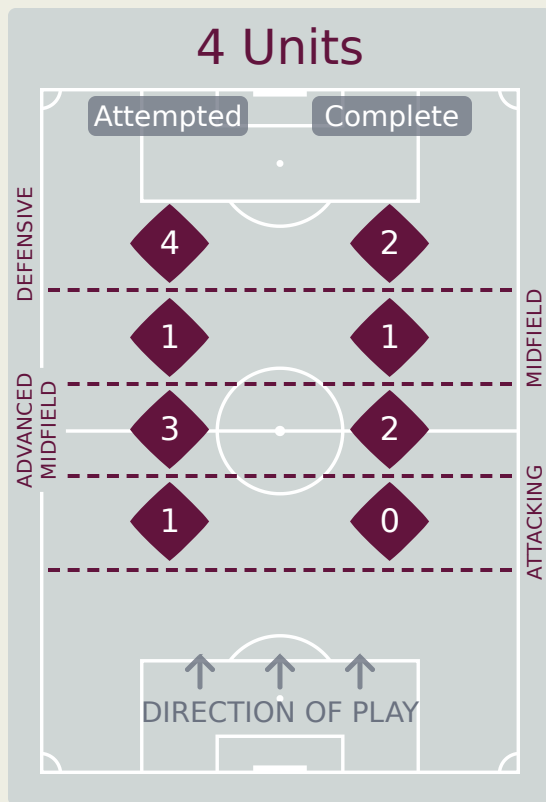 4 Units
Attempted
Complete
DEFENSIVE
4
2
MIDFIELD
1
1
ADVANCED
MIDFIELD
3
2
ATTACKING
1
0
DIRECTION OF PLAY